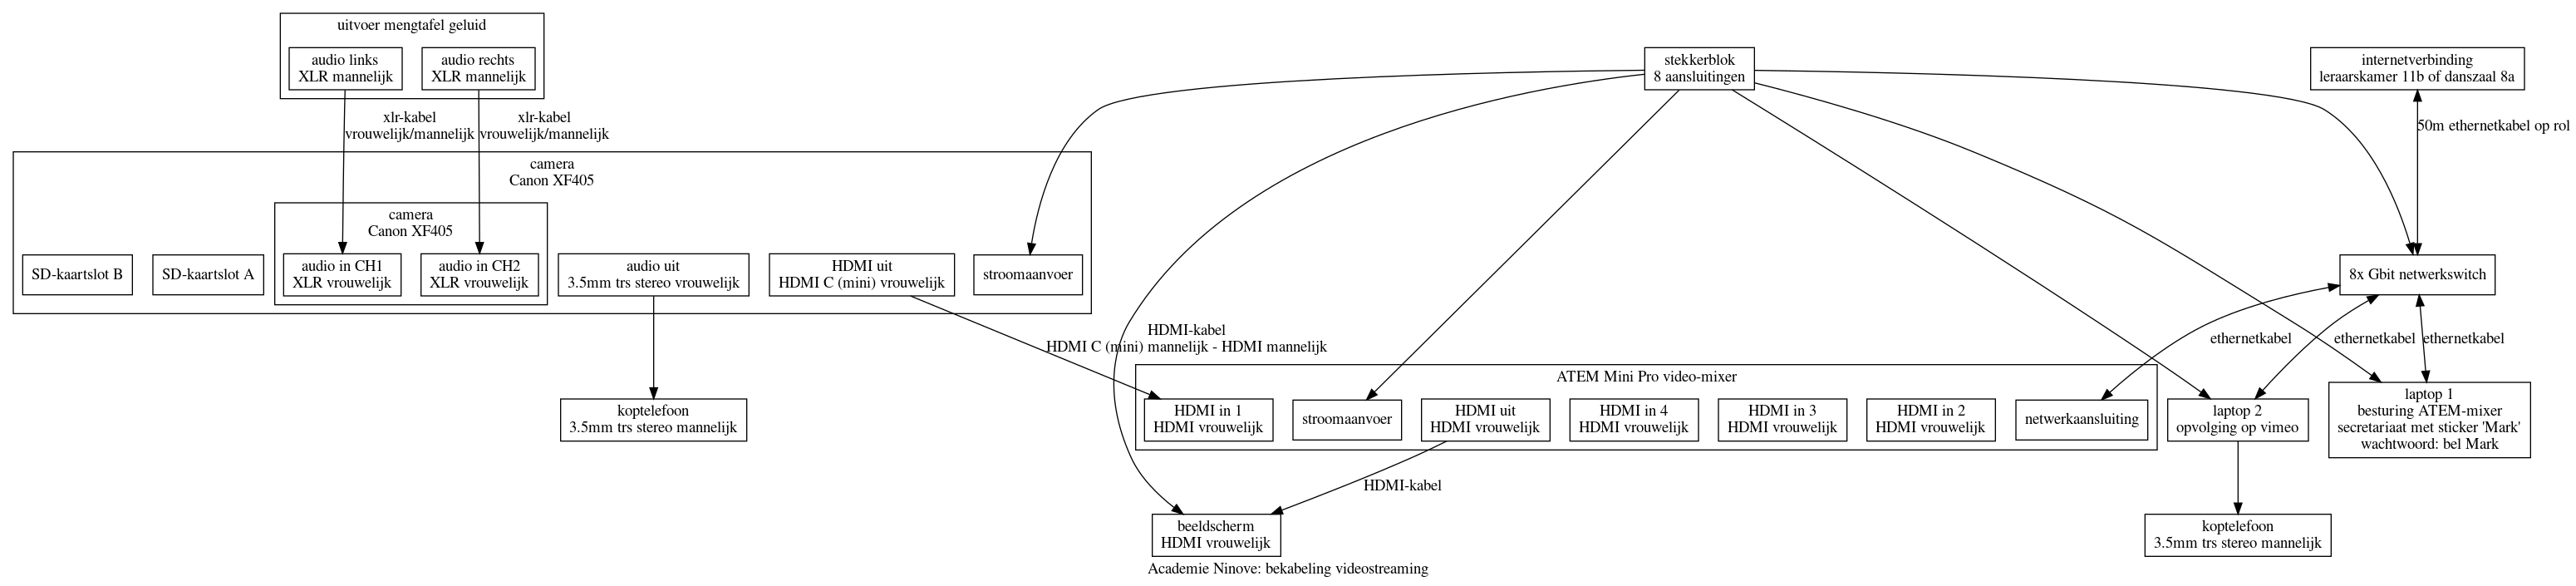 uitvoer mengtafel geluid
audio links
XLR mannelijk
audio rechts
XLR mannelijk
stekkerblok
8 aansluitingen
internetverbinding
leraarskamer 11b of danszaal 8a
xlr-kabel
vrouwelijk/mannelijk
xlr-kabel
vrouwelijk/mannelijk
50m ethernetkabel op rol
camera
Canon XF405
camera
Canon XF405
SD-kaartslot B
SD-kaartslot A
audio in CH1
XLR vrouwelijk
audio in CH2
XLR vrouwelijk
audio uit
3.5mm trs stereo vrouwelijk
HDMI uit
HDMI C (mini) vrouwelijk
stroomaanvoer
8x Gbit netwerkswitch
HDMI-kabel
HDMI C (mini) mannelijk - HDMI mannelijk
ethernetkabel
ethernetkabel
ethernetkabel
ATEM Mini Pro video-mixer
koptelefoon
3.5mm trs stereo mannelijk
HDMI in 1
HDMI vrouwelijk
stroomaanvoer
HDMI uit
HDMI vrouwelijk
HDMI in 4
HDMI vrouwelijk
HDMI in 3
HDMI vrouwelijk
HDMI in 2
HDMI vrouwelijk
netwerkaansluiting
laptop 2
opvolging op vimeo
laptop 1
besturing ATEM-mixer
secretariaat met sticker 'Mark'
wachtwoord: bel Mark
HDMI-kabel
beeldscherm
HDMI vrouwelijk
koptelefoon
3.5mm trs stereo mannelijk
Academie Ninove: bekabeling videostreaming